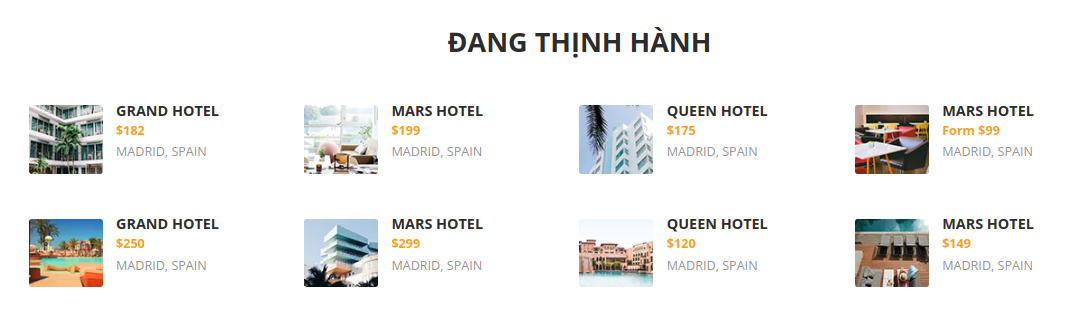 ĐANG THỊNH HÀNH
GRAND HOTEL
$182
MADRID, SPAIN
MARS HOTEL
$199
MADRID, SPAIN
QUEEN HOTEL
$175
MADRID, SPAIN
MARS HOTEL
Form $99
MADRID, SPAIN
GRAND HOTEL
$250
MADRID, SPAIN
MARS HOTEL
$299
MADRID, SPAIN
QUEEN HOTEL
$120
MADRID, SPAIN
MARS HOTEL
$149
MADRID, SPAIN